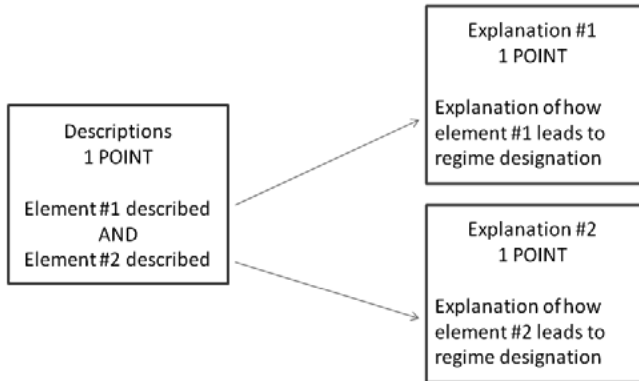 Descriptions
1 POINT
Element #1 described
AND
Element #2 described
Explanation #1
1 POINT
Explanation of how
element #1 leads to
regime designation
Explanation #2
1 POINT
Explanation of how
element #2 leads to
regime designation